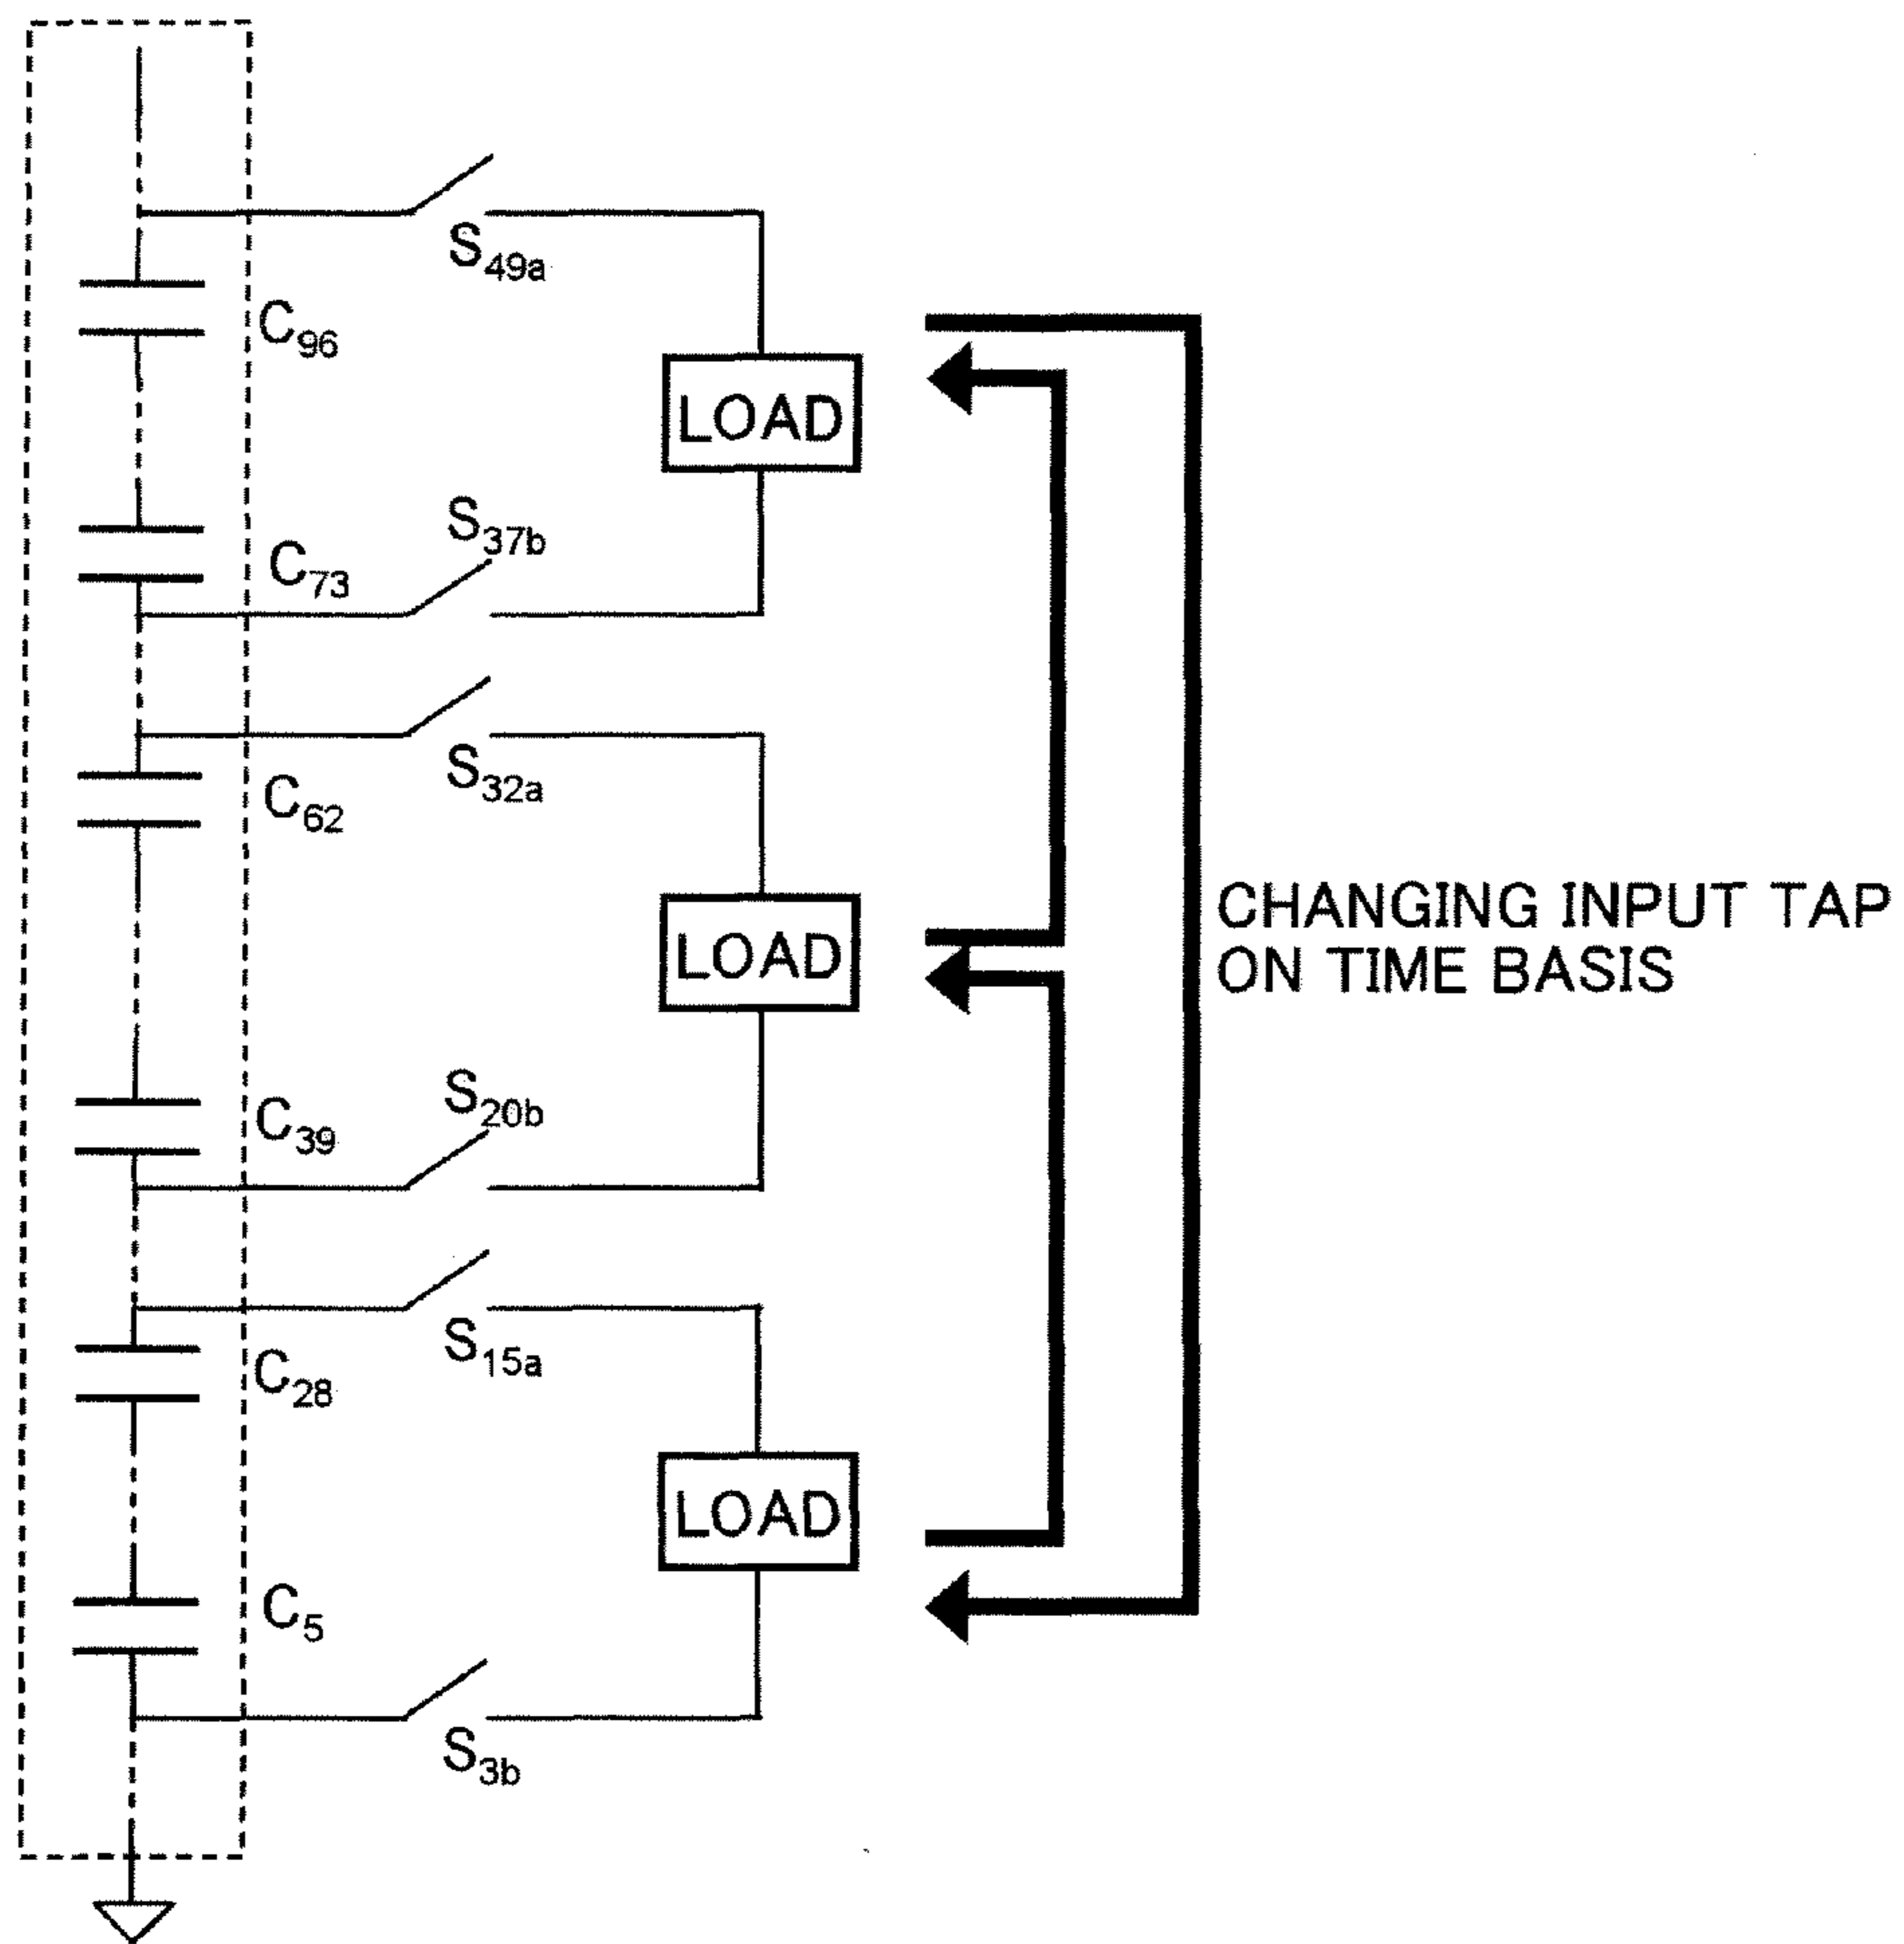 S49a
C96
LOAD
S37b
C73
S32a
C62
CHANGING INPUT TAP
ON TIME BASIS
LOAD
S20b
C39
S15a
C28
LOAD
C5
S3b